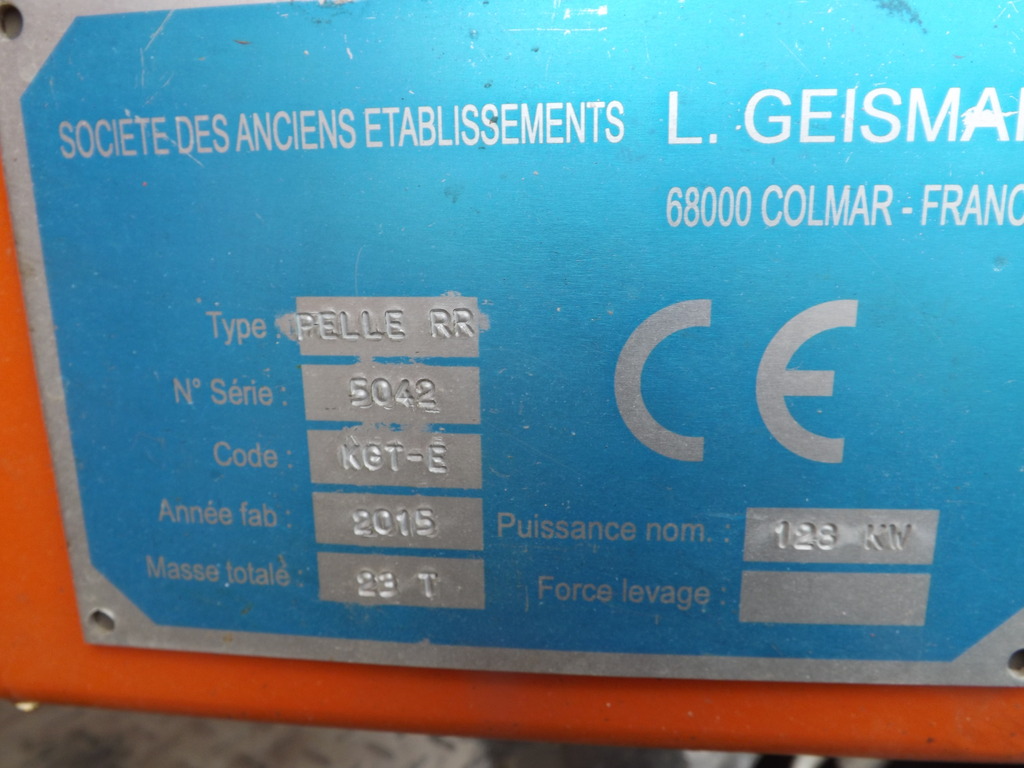 SOCIÈTE DES ANCIENS ETABLISSEMENTS L. GEISMA
68000 COLMAR - FRANC
Type : PELLE RR
N° Série : 5042
Code : KGT-E
Année fab : 2015
Masse totale : 23 T
Puissance nom. : 128 KW
Force levage :
CE